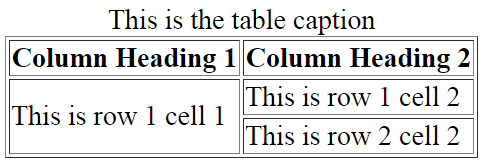 This is the table caption
Column Heading 1 Column Heading 2
This is row 1 cell 1
This is row 1 cell 2
This is row 2 cell 2